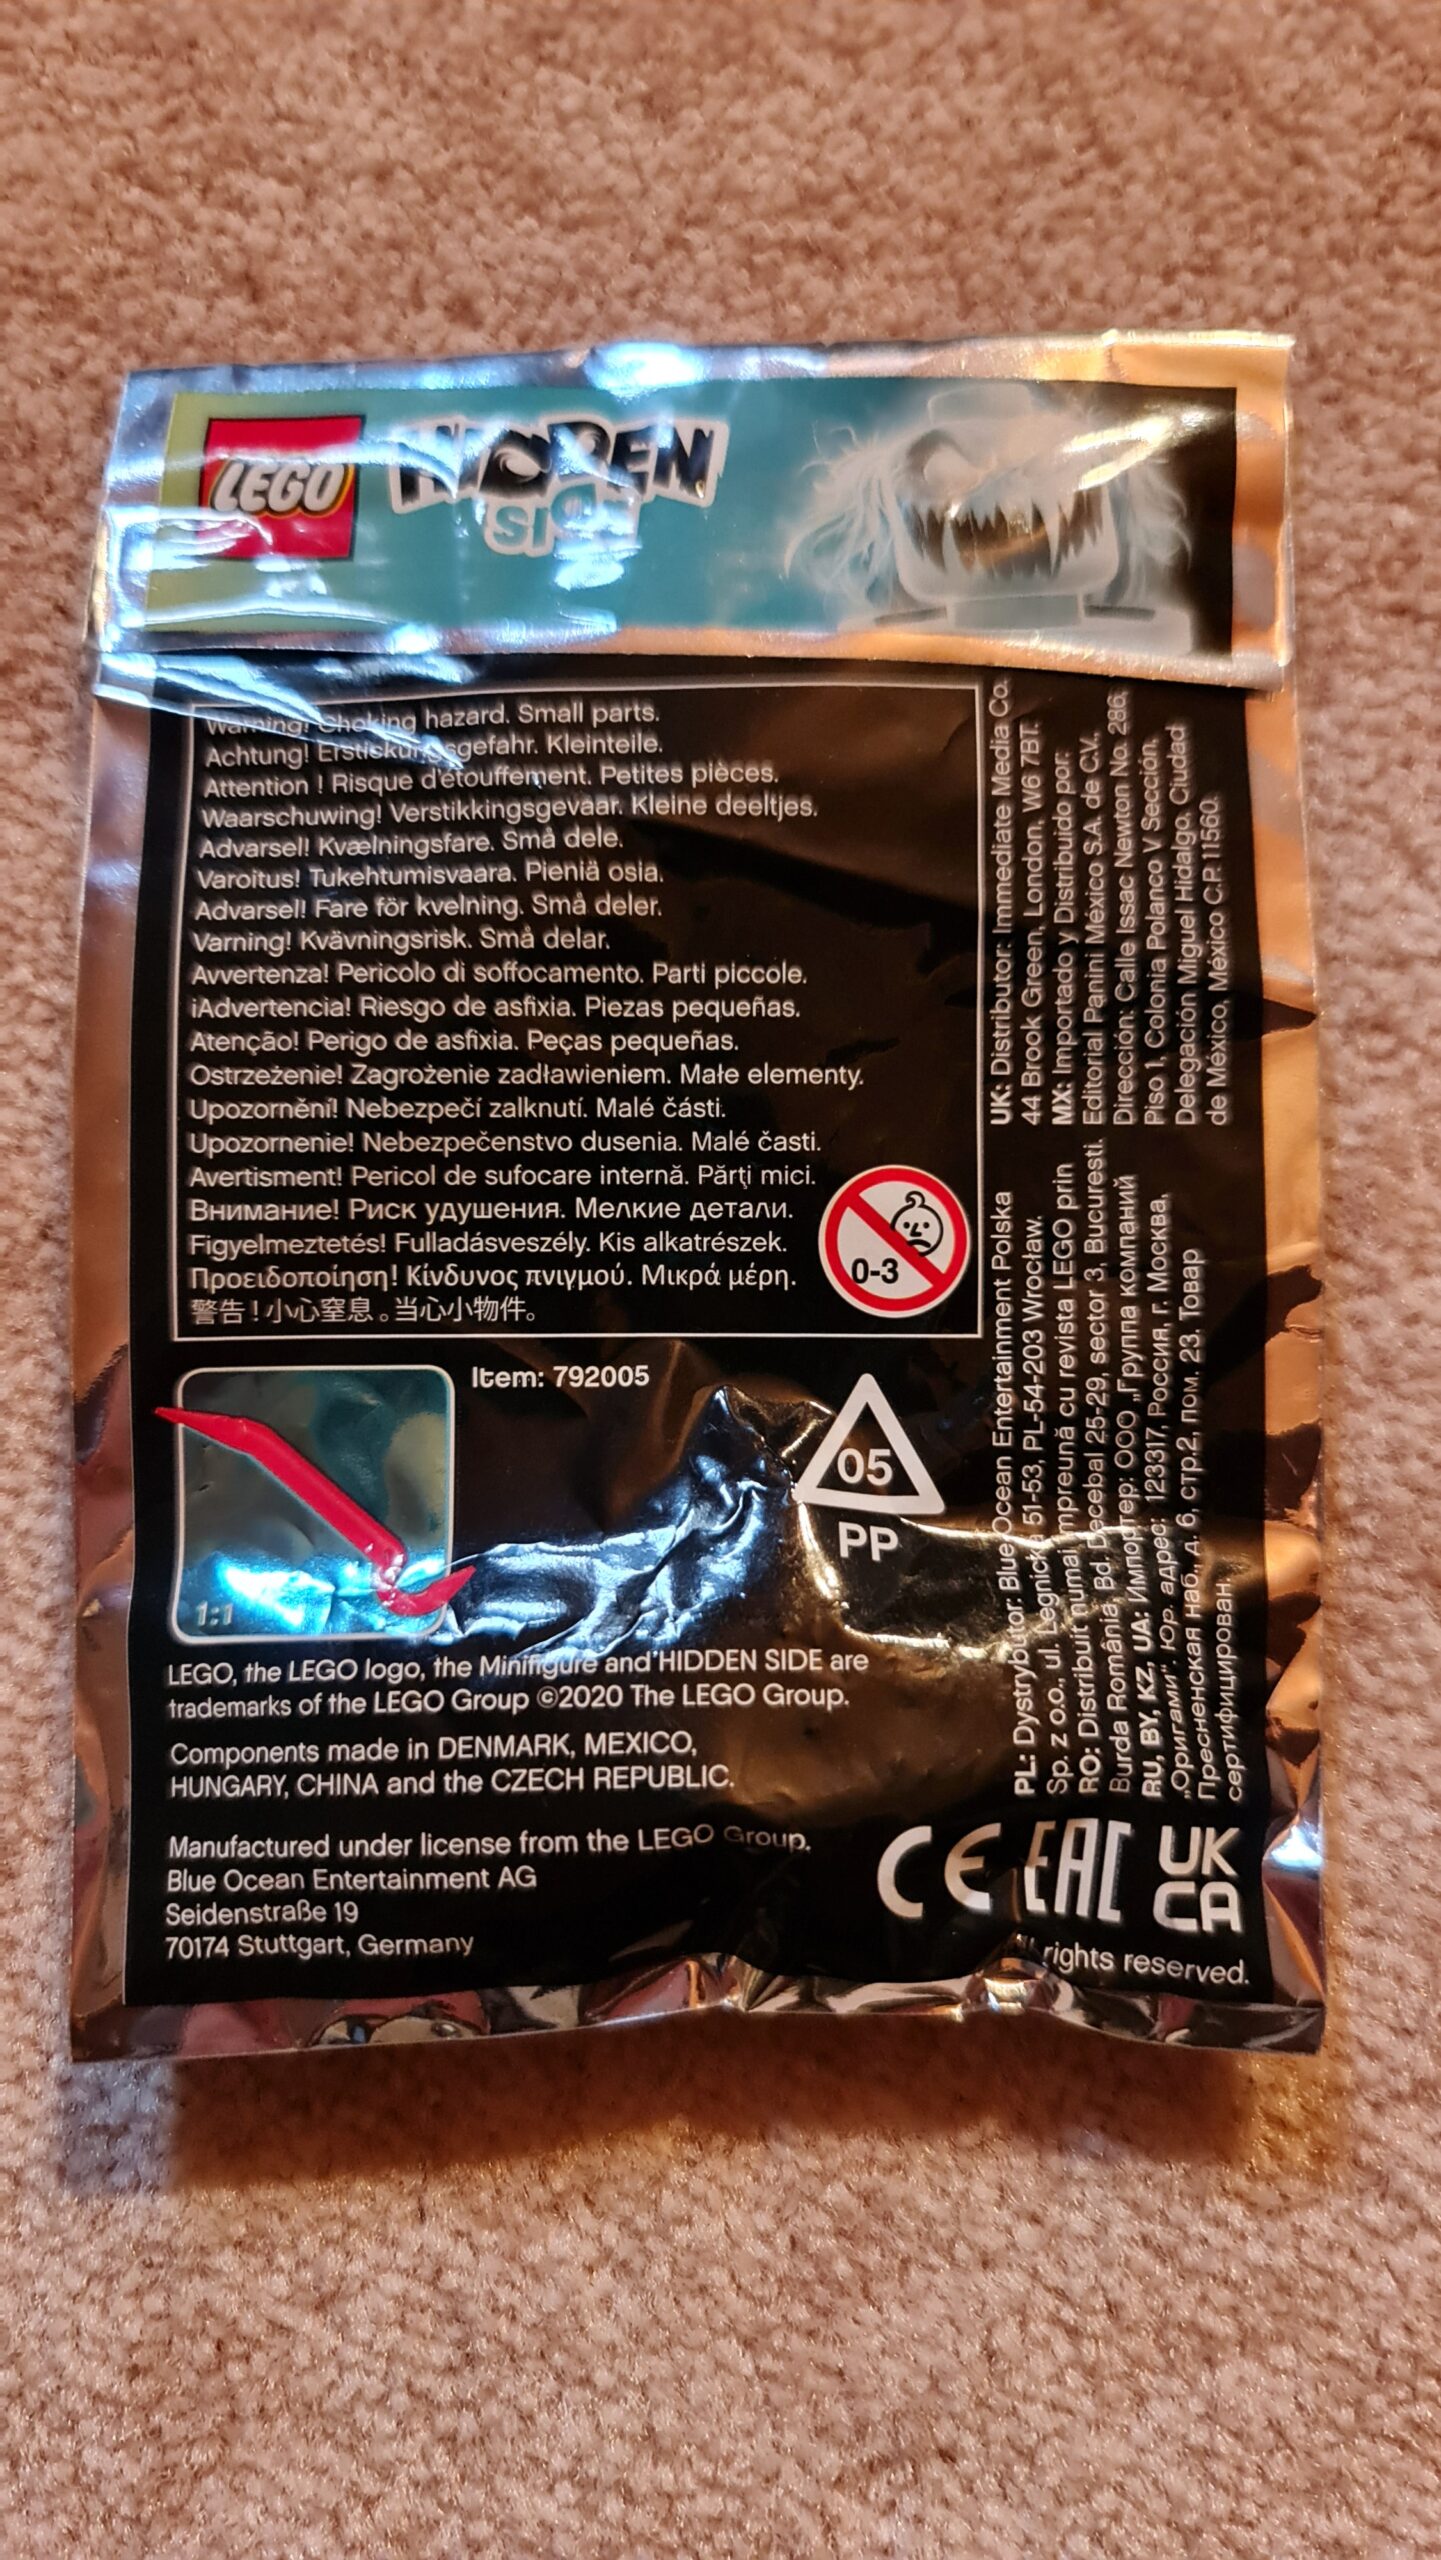 LEGO
HIDDEN
SIDE
Warning! Choking hazard. Small parts.
Achtung! Erstickungsgefahr. Kleinteile.
Attention ! Risque d'étouffement. Petites pièces.
Waarschuwing! Verstikkingsgevaar. Kleine deeltjes.
Advarsel! Kvælningsfare. Små dele.
Varoitus! Tukehtumisvaara. Pieniä osia.
Advarsel! Fare för kvelning. Små deler.
Varning! Kvävningsrisk. Små delar.
Avvertenza! Pericolo di soffocamento. Parti piccole.
¡Advertencia! Riesgo de asfixia. Piezas pequeñas.
Atenção! Perigo de asfixia. Peças pequeñas.
Ostrzeżenie! Zagrożenie zadławieniem. Małe elementy.
Upozornění! Nebezpečí zalknutí. Malé části.
Upozornenie! Nebezpečenstvo dusenia. Malé časti.
Avertisment! Pericol de sufocare internă. Părţi mici.
Внимание! Риск удушения. Мелкие детали.
Figyelmeztetés! Fulladásveszély. Kis alkatrészek.
Προειδοποίηση! Κίνδυνος πνιγμού. Μικρά μέρη.
警告！小心窒息。当心小物件。
0-3
Item: 792005
1:1
05
PP
LEGO, the LEGO logo, the Minifigure and HIDDEN SIDE are
trademarks of the LEGO Group ©2020 The LEGO Group.
Components made in DENMARK, MEXICO,
HUNGARY, CHINA and the CZECH REPUBLIC.
Manufactured under license from the LEGO Group.
Blue Ocean Entertainment AG
Seidenstraße 19
70174 Stuttgart, Germany
UK: Distributor: Immediate Media Co.
44 Brook Green, London, W6 7BT.
MX: Importado y Distribuido por:
Editorial Panini México S.A. de C.V.
Dirección: Calle Issac Newton No. 286,
Piso 1, Colonia Polanco V Sección,
Delegación Miguel Hidalgo, Ciudad
de México, México C.P. 11560.
PL: Dystrybutor: Blue Ocean Entertainment Polska
Sp. z o.o., ul. Legnicka 51-53, PL-54-203 Wrocław.
RO: Distribuit numai împreună cu revista LEGO prin
Burda România, Bd. Decebal 25-29, sector 3, Bucuresti.
RU, BY, KZ, UA: Импортер: ООО „Группа компаний
„Оригами". Юр. адрес: 123317, Россия, г. Москва,
Пресненская наб., д. 6, стр.2, пом. 23. Товар
сертифицирован.
CE EAC UK
CA
rights reserved.